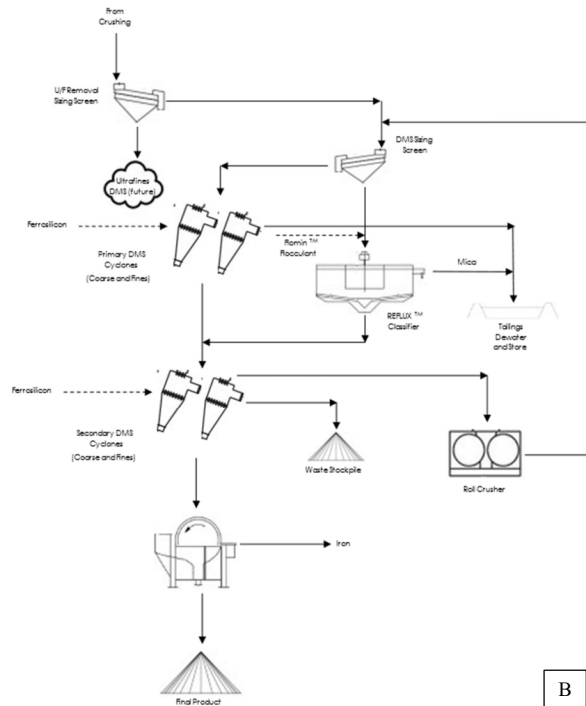 From
Crushing
U/F Removal
Sizing Screen
DMS Sizing
Screen
Ultrafines
DMS (future)
Ferrosilicon
Primary DMS
Cyclones
(Coarse and Fines)
Flomin ™
Flocculant
Mica
REFLUX ™
Classifier
Tailings
Dewater
and Store
Ferrosilicon
Secondary DMS
Cyclones
(Coarse and Fines)
Waste Stockpile
Roll Crusher
Iron
Final Product
B